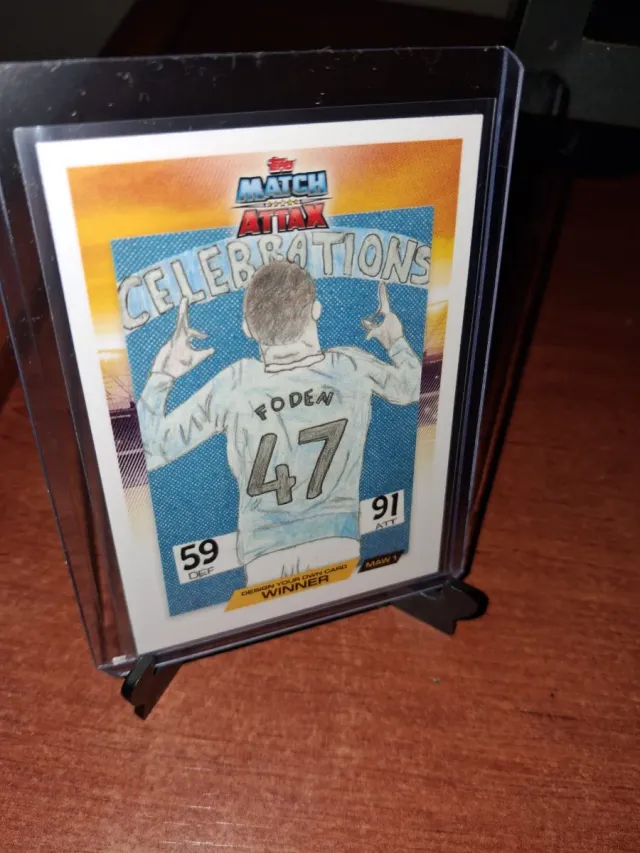 Topps
MATCH
ATTAX
CELEBRATIONS
FODEN
47
59
DEF
91
ATT
DESIGN YOUR OWN CARD
WINNER
MAW 1